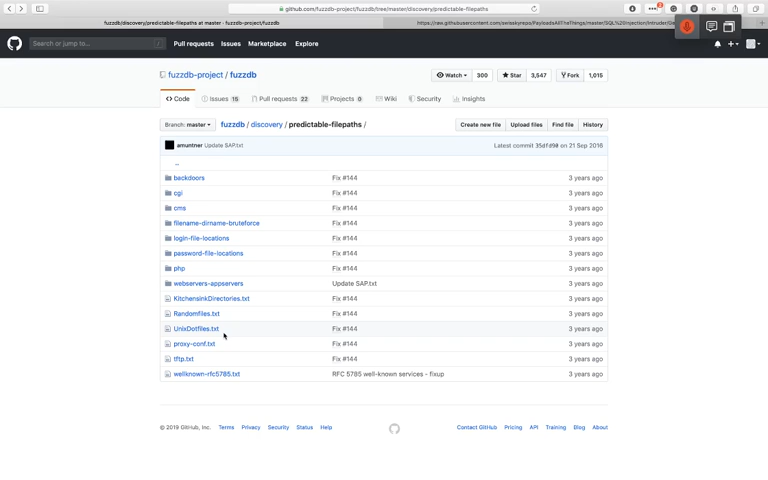 github.com/fuzzdb-project/fuzzdb/tree/master/discovery/predictable-filepaths
fuzzdb/discovery/predictable-filepaths at master · fuzzdb-project/fuzzdb
https://raw.githubusercontent.com/swisskyrepo/PayloadsAllTheThings/master/SQL%20Injection/Intruder/
Search or jump to...
/
Pull requests
Issues
Marketplace
Explore
fuzzdb-project / fuzzdb
Watch
300
Star
3,547
Fork
1,015
Code
Issues 15
Pull requests 22
Projects 0
Wiki
Security
Insights
Branch: master
fuzzdb / discovery / predictable-filepaths /
Create new file
Upload files
Find file
History
amuntner Update SAP.txt
Latest commit on 21 Sep 2016
..
backdoors Fix #144 3 years ago
cgi Fix #144 3 years ago
cms Fix #144 3 years ago
filename-dirname-bruteforce Fix #144 3 years ago
login-file-locations Fix #144 3 years ago
password-file-locations Fix #144 3 years ago
php Fix #144 3 years ago
webservers-appservers Update SAP.txt 3 years ago
KitchensinkDirectories.txt Fix #144 3 years ago
Randomfiles.txt Fix #144 3 years ago
UnixDotfiles.txt Fix #144 3 years ago
proxy-conf.txt Fix #144 3 years ago
tftp.txt Fix #144 3 years ago
wellknown-rfc5785.txt RFC 5785 well-known services - fixup 3 years ago
© 2019 GitHub, Inc.
Terms
Privacy
Security
Status
Help
Contact GitHub
Pricing
API
Training
Blog
About